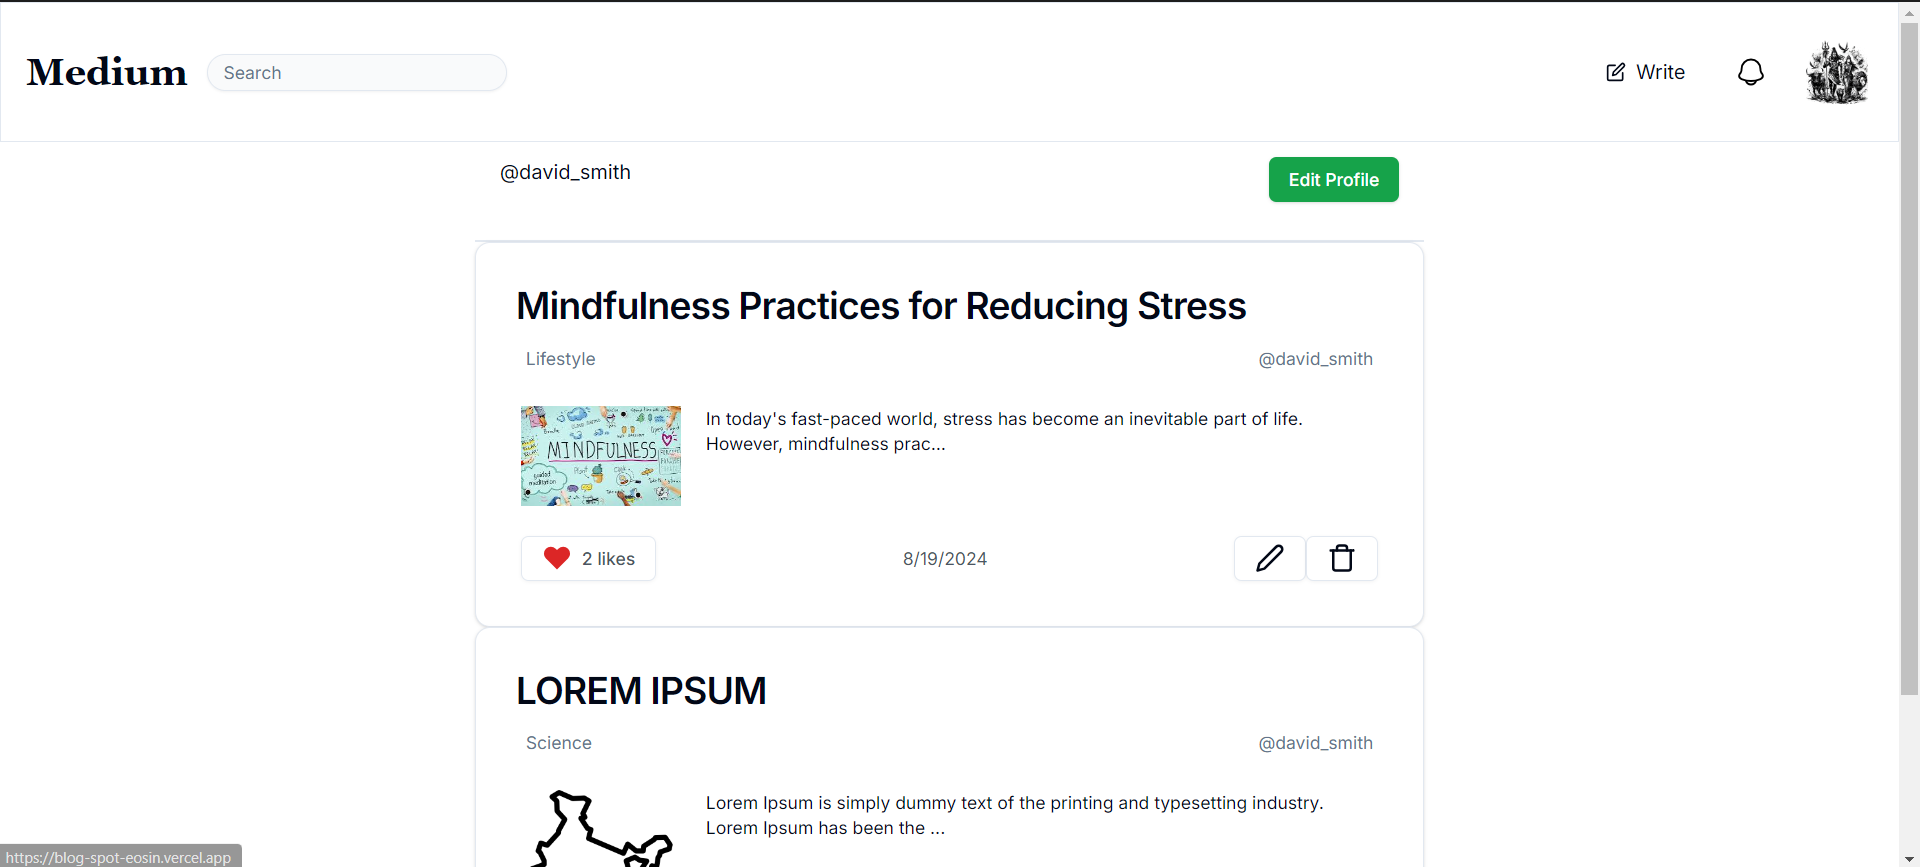 Medium
Search
Write
@david_smith
Edit Profile
Mindfulness Practices for Reducing Stress
Lifestyle
@david_smith
MINDFULNESS
guided
meditation
Plant
In today's fast-paced world, stress has become an inevitable part of life.
However, mindfulness prac...
2 likes
8/19/2024
LOREM IPSUM
Science
@david_smith
Lorem Ipsum is simply dummy text of the printing and typesetting industry.
Lorem Ipsum has been the ...
https://blog-spot-eosin.vercel.app